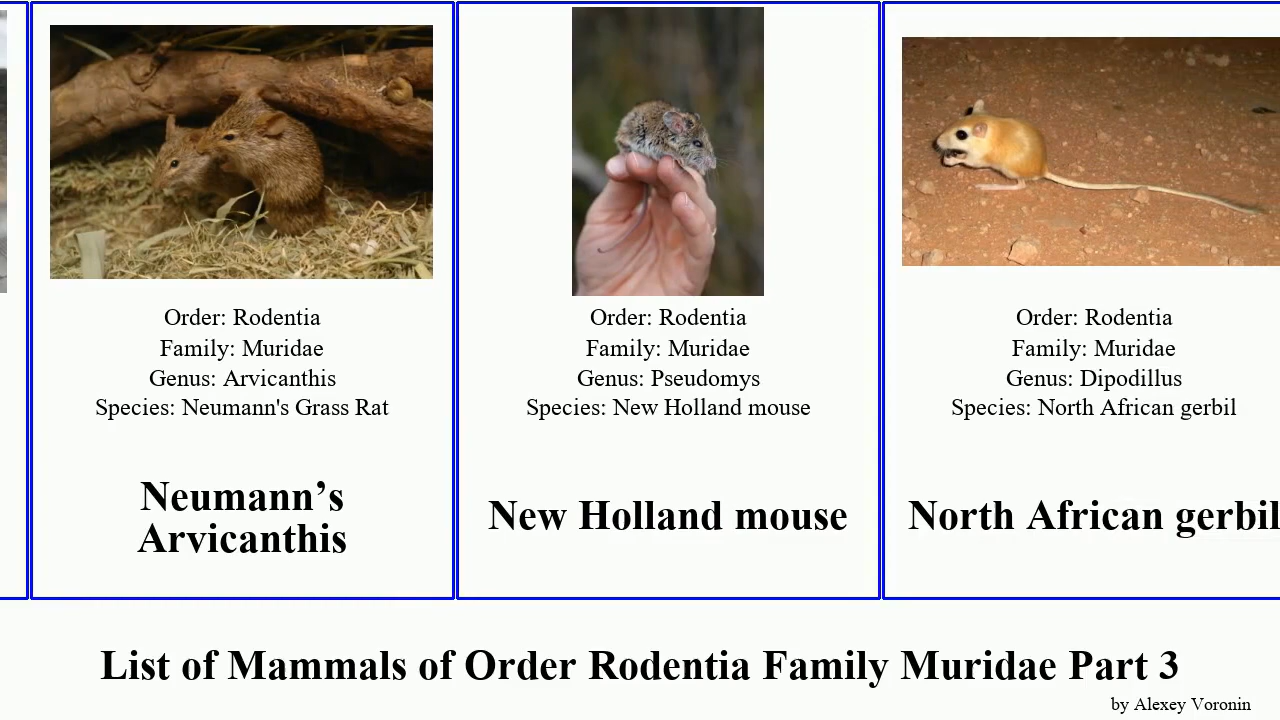 Order: Rodentia
Family: Muridae
Genus: Arvicanthis
Species: Neumann's Grass Rat
Neumann’s
Arvicanthis
Order: Rodentia
Family: Muridae
Genus: Pseudomys
Species: New Holland mouse
New Holland mouse
Order: Rodentia
Family: Muridae
Genus: Dipodillus
Species: North African gerbil
North African gerbil
List of Mammals of Order Rodentia Family Muridae Part 3
by Alexey Voronin